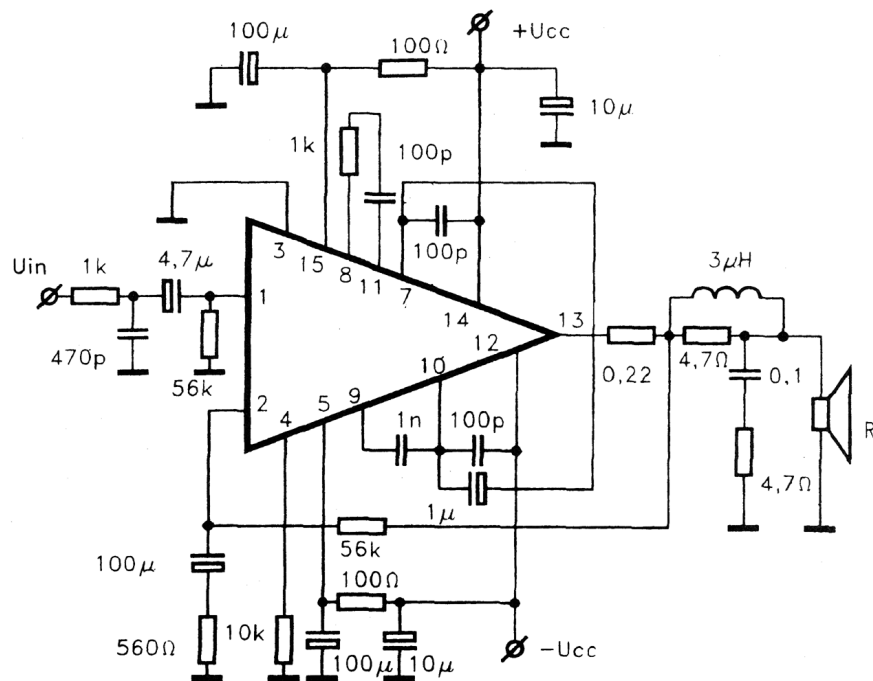 100µ
100Ω
+Ucc
10µ
1k
100p
100p
3
15
8
11
7
14
Uin
1k
4,7µ
1
470p
56k
3µH
13
12
0,22
4,7Ω
0,1
R
10
9
5
4
2
1n
100p
4,7Ω
1µ
56k
100µ
100Ω
560Ω
10k
100µ
10µ
-Ucc